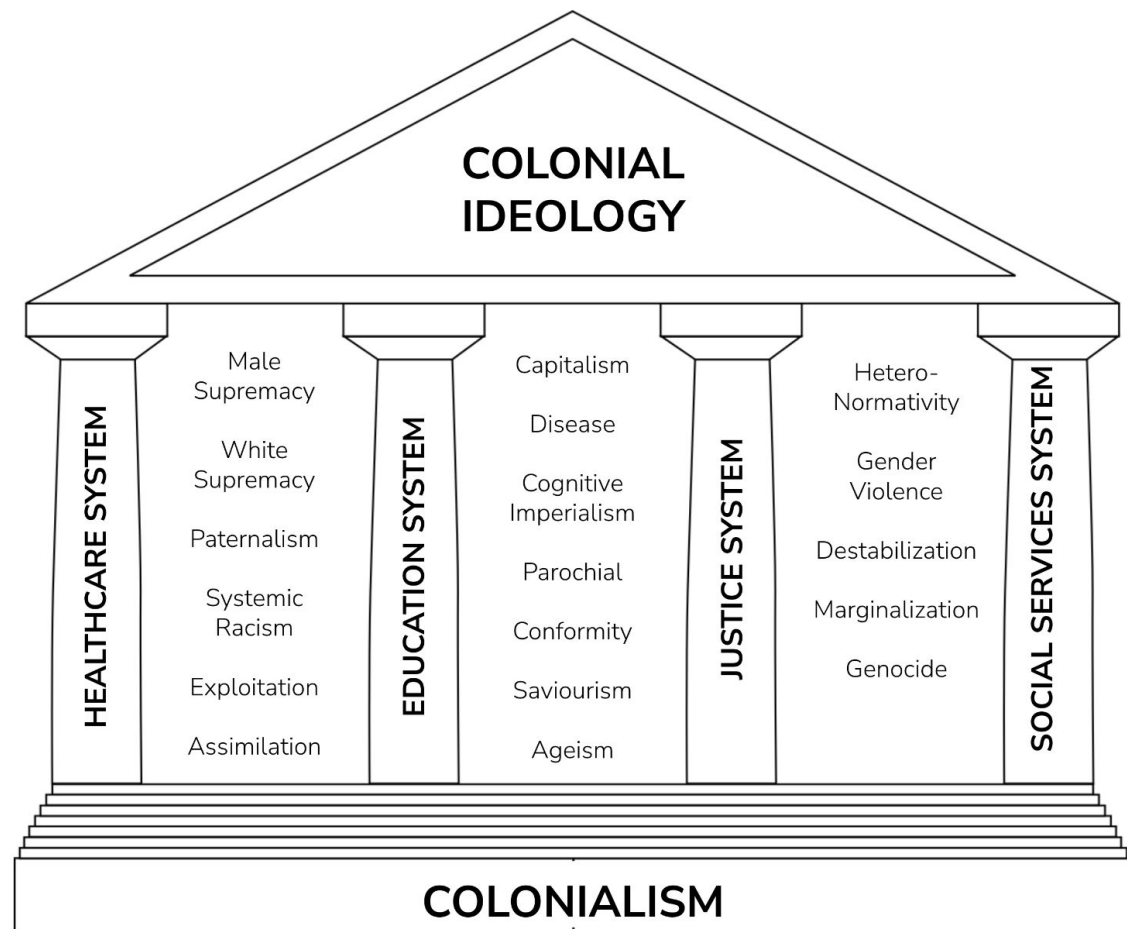 COLONIAL
IDEOLOGY
HEALTHCARE SYSTEM
Male
Supremacy
White
Supremacy
Paternalism
Systemic
Racism
Exploitation
Assimilation
EDUCATION SYSTEM
Capitalism
Disease
Cognitive
Imperialism
Parochial
Conformity
Saviourism
Ageism
JUSTICE SYSTEM
Hetero-
Normativity
Gender
Violence
Destabilization
Marginalization
Genocide
SOCIAL SERVICES SYSTEM
COLONIALISM